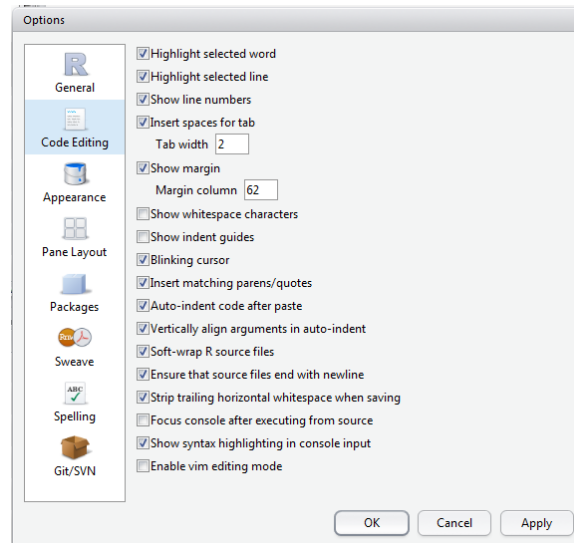 Options
R
General
Code Editing
Appearance
Pane Layout
Packages
Sweave
ABC
Spelling
Git/SVN
Highlight selected word
Highlight selected line
Show line numbers
Insert spaces for tab
Tab width 2
Show margin
Margin column 62
Show whitespace characters
Show indent guides
Blinking cursor
Insert matching parens/quotes
Auto-indent code after paste
Vertically align arguments in auto-indent
Soft-wrap R source files
Ensure that source files end with newline
Strip trailing horizontal whitespace when saving
Focus console after executing from source
Show syntax highlighting in console input
Enable vim editing mode
OK Cancel Apply